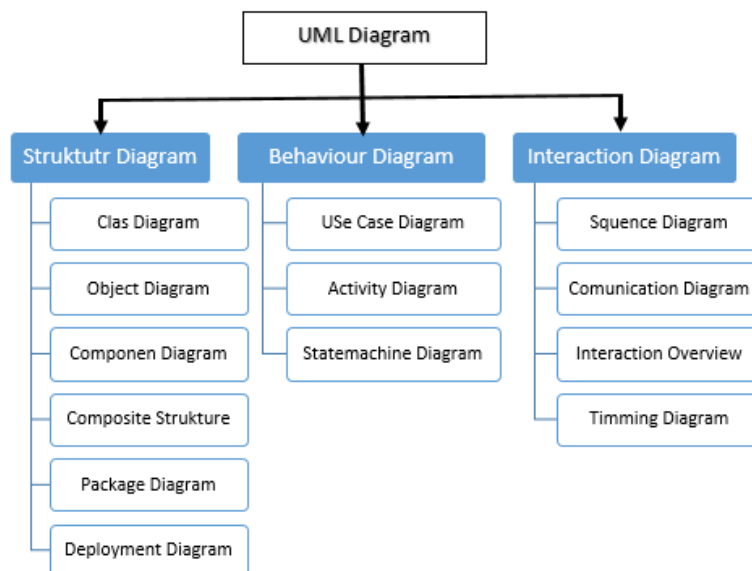 UML Diagram
Struktutr Diagram
Clas Diagram
Object Diagram
Componen Diagram
Composite Strukture
Package Diagram
Deployment Diagram
Behaviour Diagram
USe Case Diagram
Activity Diagram
Statemachine Diagram
Interaction Diagram
Squence Diagram
Comunication Diagram
Interaction Overview
Timming Diagram